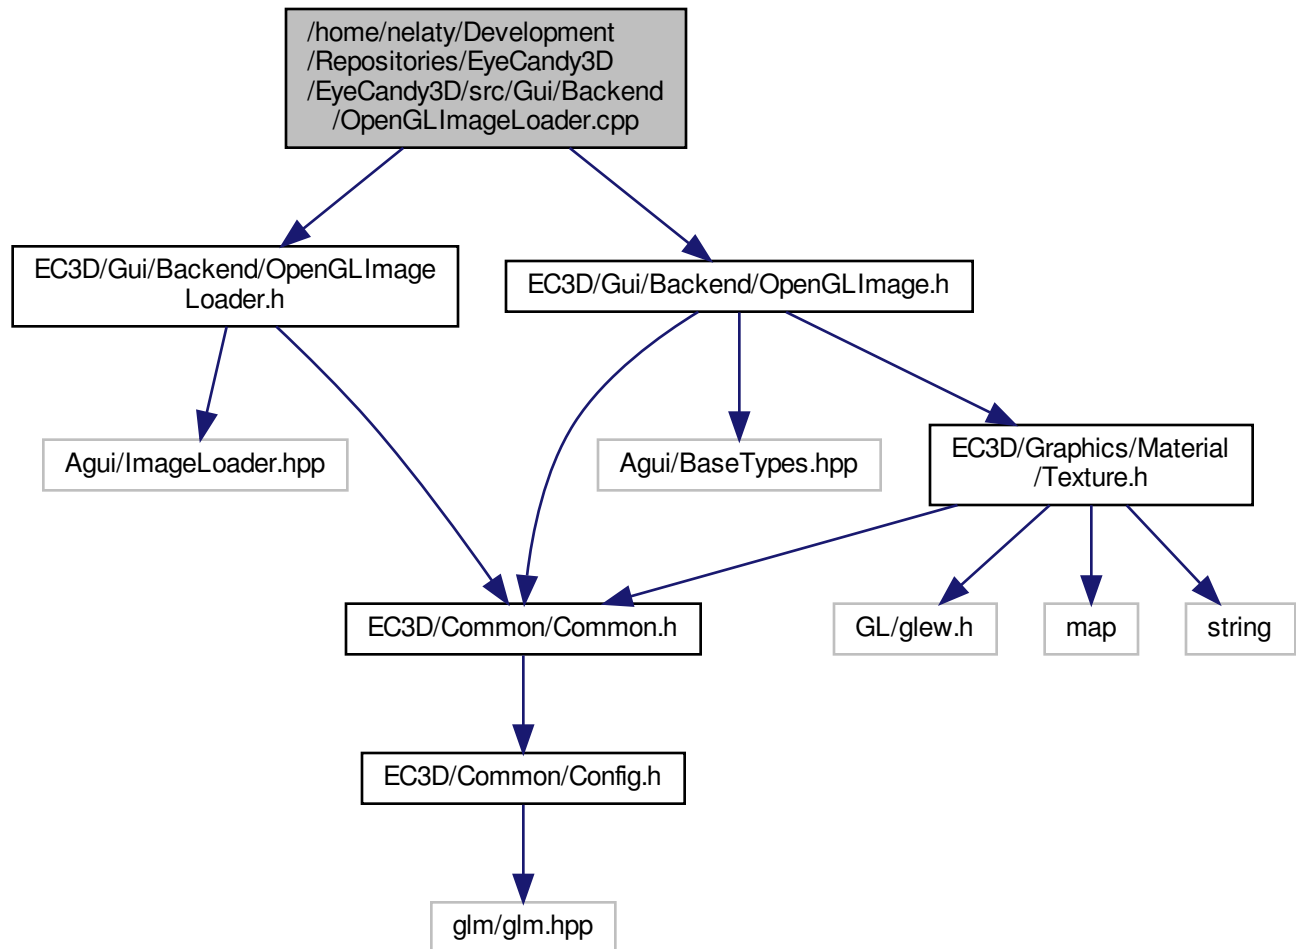 /home/nelaty/Development
/Repositories/EyeCandy3D
/EyeCandy3D/src/Gui/Backend
/OpenGLImageLoader.cpp
EC3D/Gui/Backend/OpenGLImage
Loader.h
EC3D/Gui/Backend/OpenGLImage.h
Agui/ImageLoader.hpp
Agui/BaseTypes.hpp
EC3D/Graphics/Material
/Texture.h
EC3D/Common/Common.h
GL/glew.h
map
string
EC3D/Common/Config.h
glm/glm.hpp